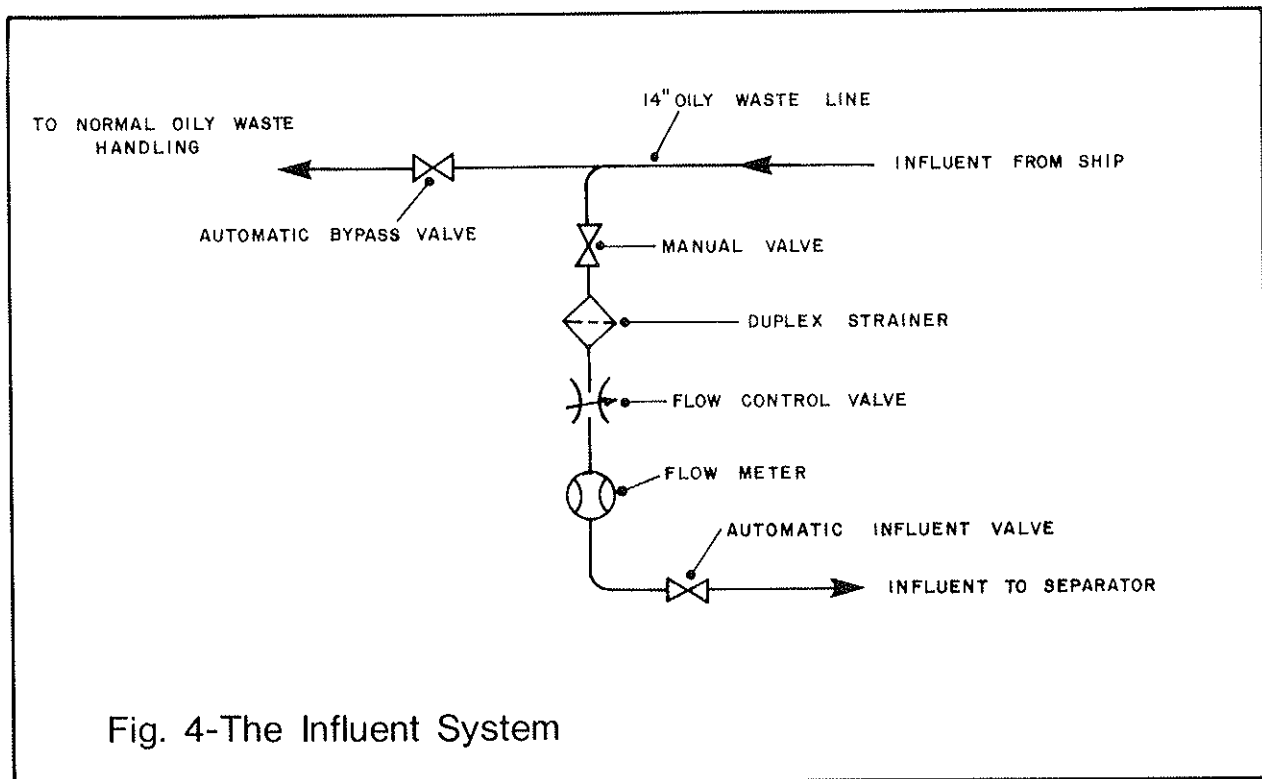 14" OILY WASTE LINE
TO NORMAL OILY WASTE
HANDLING
INFLUENT FROM SHIP
AUTOMATIC BYPASS VALVE
MANUAL VALVE
DUPLEX STRAINER
FLOW CONTROL VALVE
FLOW METER
AUTOMATIC INFLUENT VALVE
INFLUENT TO SEPARATOR
Fig. 4-The Influent System